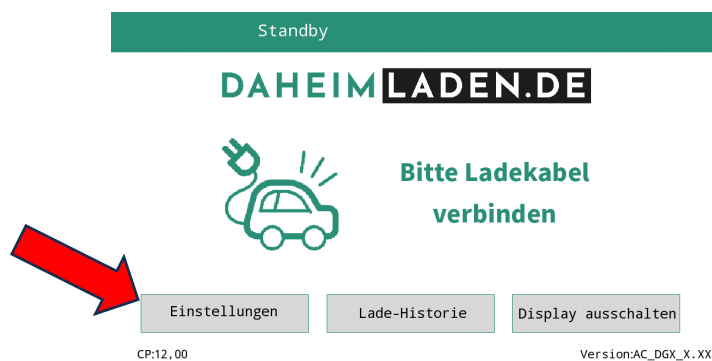 Standby
DAHEIMLADEN.DE
Bitte Ladekabel
verbinden
Einstellungen
Lade-Historie
Display ausschalten
CP:12,00
Version:AC_DGX_X.XX